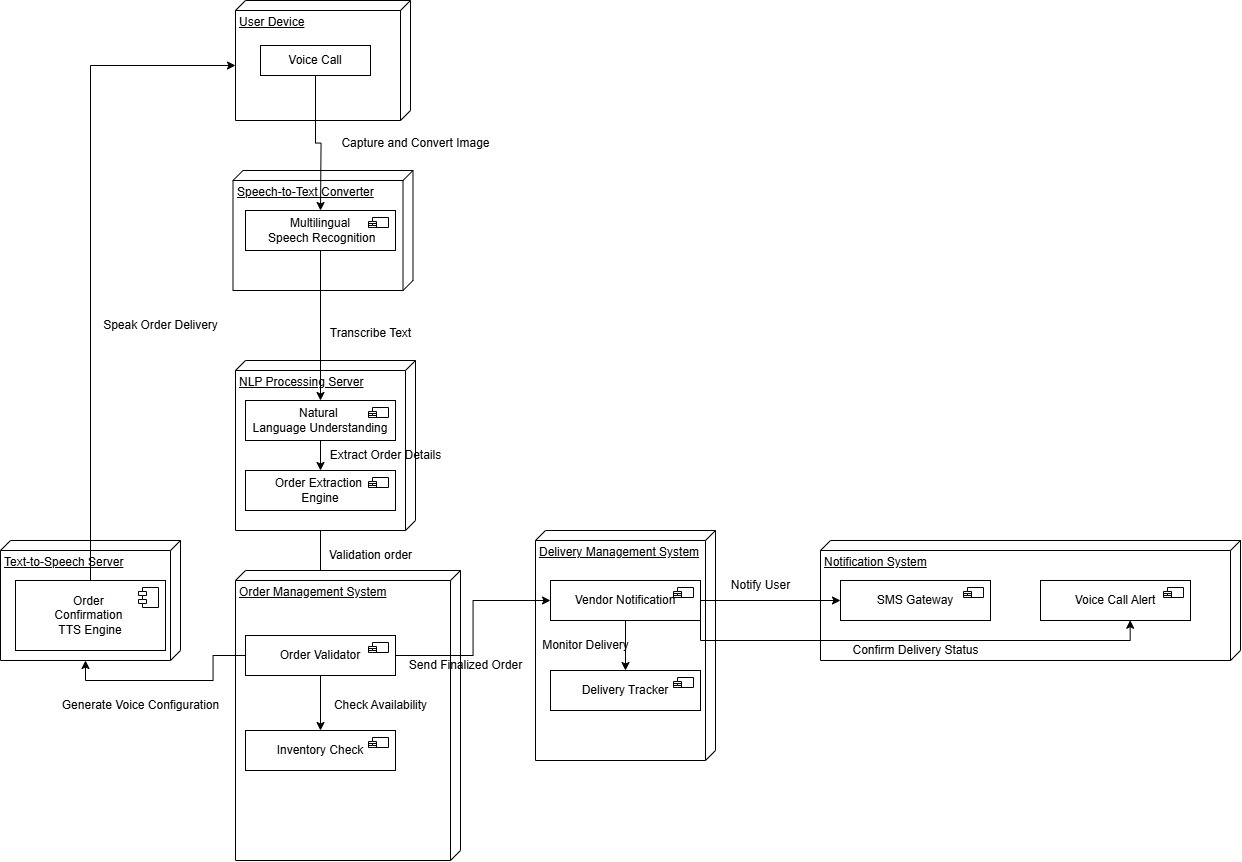 User Device
Voice Call
Capture and Convert Image
Speech-to-Text Converter
Multilingual
Speech Recognition
Speak Order Delivery
Transcribe Text
NLP Processing Server
Natural
Language Understanding
Extract Order Details
Order Extraction
Engine
Validation order
Text-to-Speech Server
Order
Confirmation
TTS Engine
Generate Voice Configuration
Order Management System
Order Validator
Send Finalized Order
Check Availability
Inventory Check
Delivery Management System
Vendor Notification
Monitor Delivery
Delivery Tracker
Notify User
Notification System
SMS Gateway
Voice Call Alert
Confirm Delivery Status